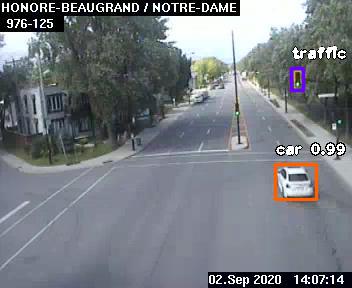 HONORE-BEAUGRAND / NOTRE-DAME
976-125
traffic
car 0.99
02.Sep 2020 14:07:14